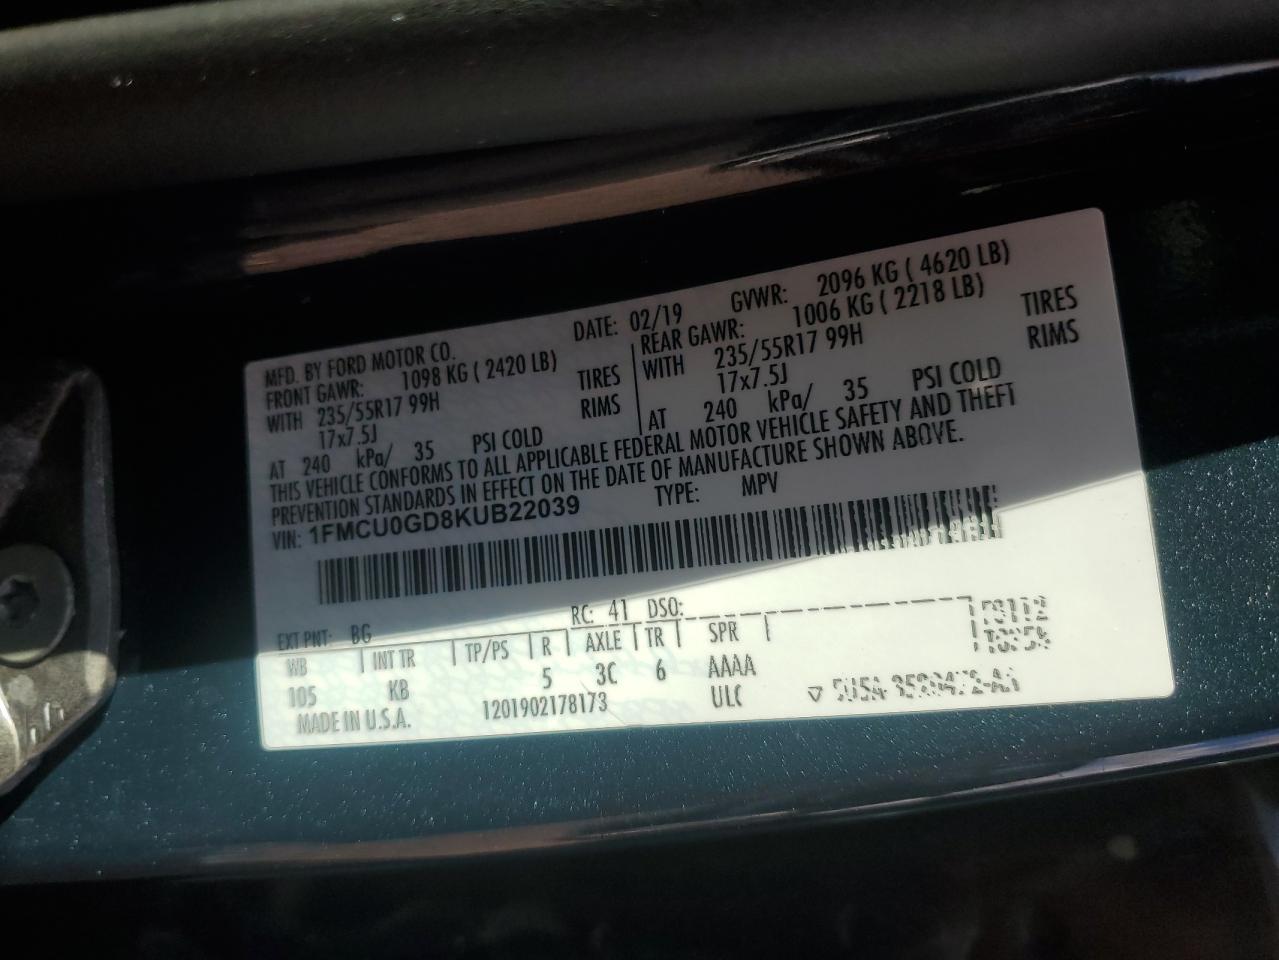 MFD. BY FORD MOTOR CO.
DATE: 02/19 GVWR: 2096 KG ( 4620 LB)
FRONT GAWR: 1098 KG ( 2420 LB)
WITH 235/55R17 99H TIRES
17x7.5J RIMS
AT 240 kPa/ 35 PSI COLD
REAR GAWR: 1006 KG ( 2218 LB)
WITH 235/55R17 99H TIRES
17x7.5J RIMS
AT 240 kPa/ 35 PSI COLD
THIS VEHICLE CONFORMS TO ALL APPLICABLE FEDERAL MOTOR VEHICLE SAFETY AND THEFT
PREVENTION STANDARDS IN EFFECT ON THE DATE OF MANUFACTURE SHOWN ABOVE.
VIN: 1FMCU0GD8KUB22039 TYPE: MPV
EXT PNT: BG RC: 41 DSO:
WB INT TR TP/PS R AXLE TR SPR
105 KB 5 3C 6 AAAA
MADE IN U.S.A. 1201902178173 ULC